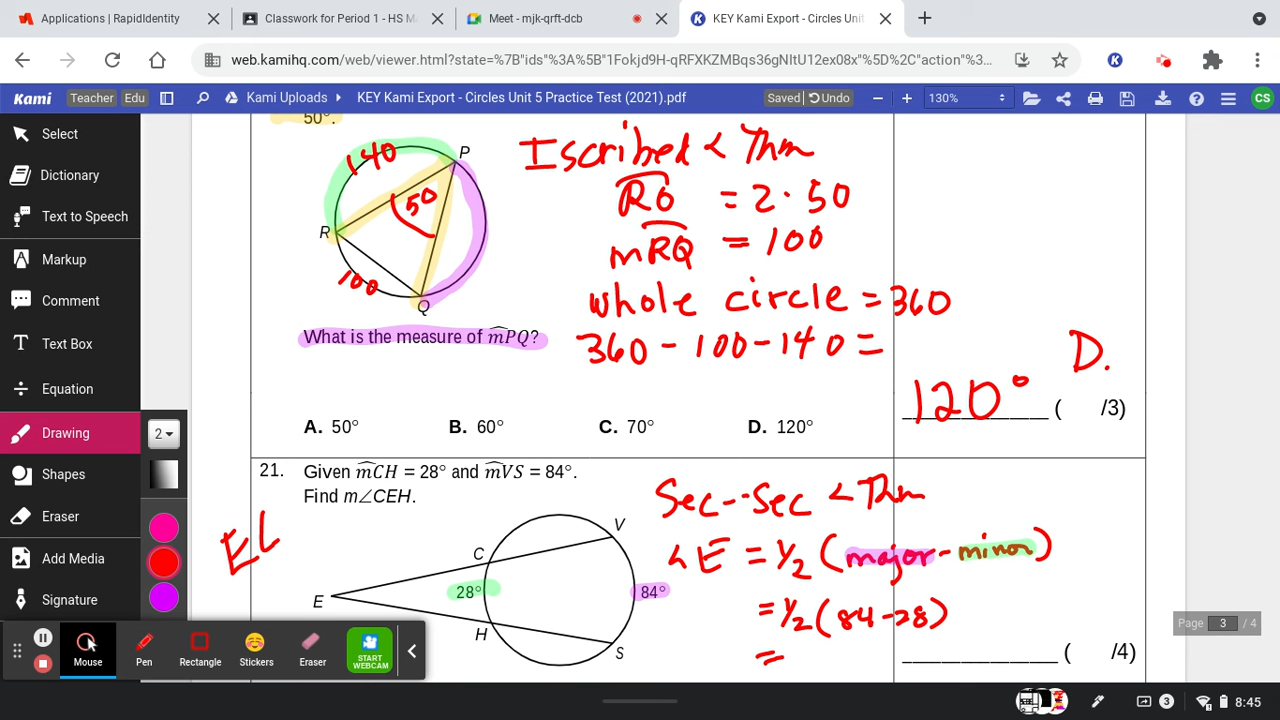 Applications | RapidIdentity
Classwork for Period 1 - HS M
Meet - mjk-qrft-dcb
KEY Kami Export - Circles Unit
web.kamihq.com/web/viewer.html?state=%7B"ids"%3A%5B"1Fokjd9H-qRFXKZMBqs36gNItU12ex08x"%5D%2C"action"%3...
Kami Teacher Edu Kami Uploads KEY Kami Export - Circles Unit 5 Practice Test (2021).pdf Saved Undo 130% CS
Select
Dictionary
Text to Speech
Markup
Comment
Text Box
Equation
Drawing 2
Shapes
Eraser
Add Media
Signature
50°.
140
P
50
R
100
Q
Iscribed < Thm
RQ = 2 · 50
mRQ = 100
whole circle = 360
360 - 100 - 140 =
What is the measure of mPQ?
D.
120° ( /3)
A. 50° B. 60° C. 70° D. 120°
21. Given mCH = 28° and mVS = 84°.
Find m∠CEH.
V
C
E
28°
84°
H
S
Sec-Sec < Thm
< E = 1/2 (major - minor)
= 1/2 (84-28)
=
( /4)
Page 3 / 4
Mouse
Pen
Rectangle
Stickers
Eraser
START WEBCAM
3
8:45